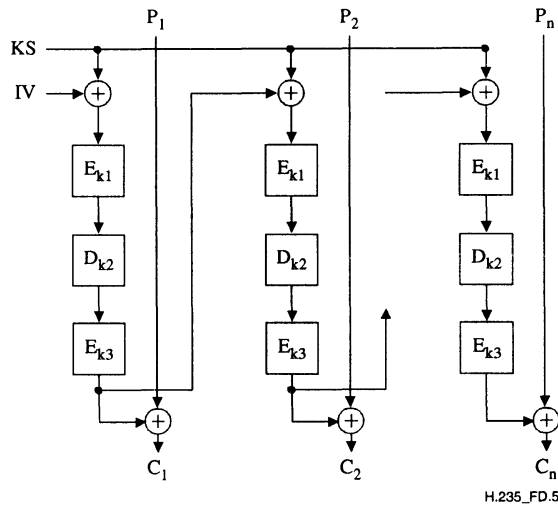 P1 P2 Pn
KS
IV
+ + +
Ek1 Ek1 Ek1
Dk2 Dk2 Dk2
Ek3 Ek3 Ek3
+ + +
C1 C2 Cn
H.235_FD.5